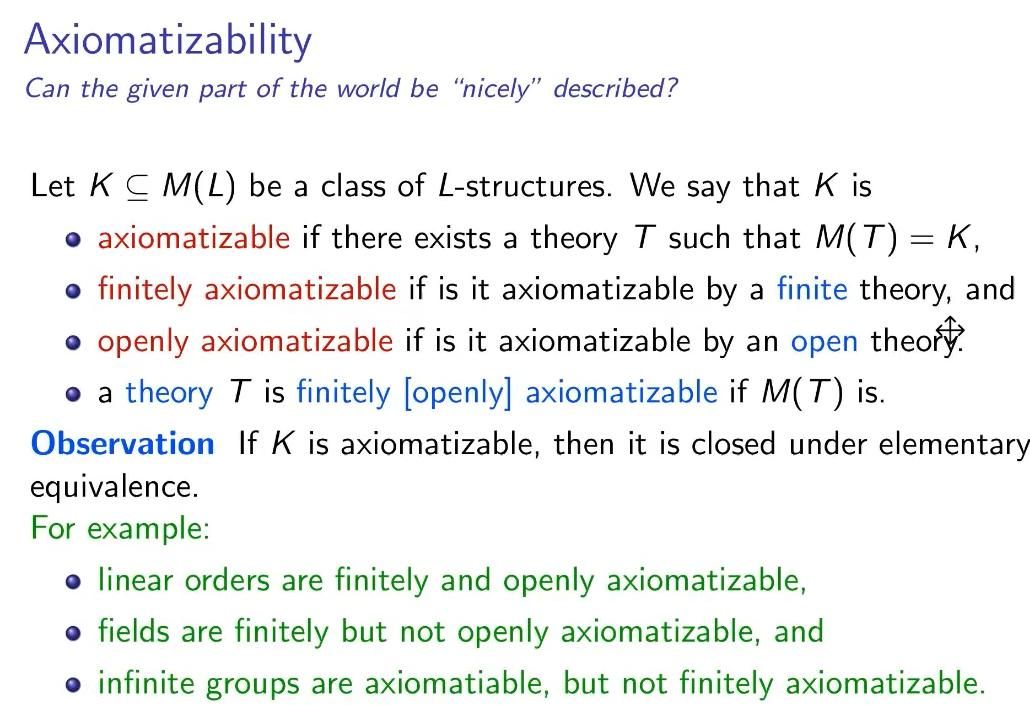 Axiomatizability
Can the given part of the world be “nicely” described?
Let K ⊆ M(L) be a class of L-structures. We say that K is
axiomatizable if there exists a theory T such that M(T) = K,
finitely axiomatizable if is it axiomatizable by a finite theory, and
openly axiomatizable if is it axiomatizable by an open theory.
a theory T is finitely [openly] axiomatizable if M(T) is.
Observation If K is axiomatizable, then it is closed under elementary
equivalence.
For example:
linear orders are finitely and openly axiomatizable,
fields are finitely but not openly axiomatizable, and
infinite groups are axiomatiable, but not finitely axiomatizable.